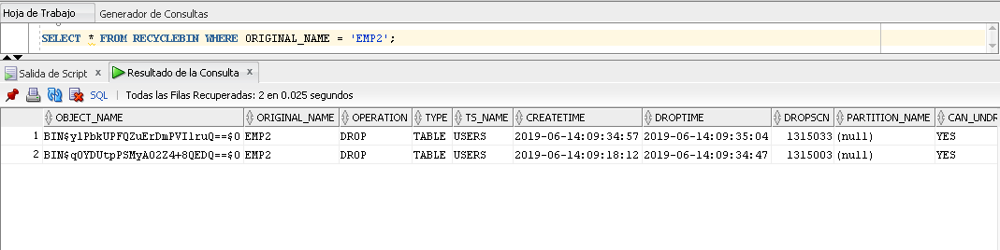 Hoja de Trabajo Generador de Consultas
SELECT * FROM RECYCLEBIN WHERE ORIGINAL_NAME = 'EMP2';
Salida de Script x Resultado de la Consulta x
SQL | Todas las Filas Recuperadas: 2 en 0.025 segundos
OBJECT_NAME ORIGINAL_NAME OPERATION TYPE TS_NAME CREATETIME DROPTIME DROPSCN PARTITION_NAME CAN_UNDR
1 BIN$ylPbkUPFQZuErDmPVIlruQ==$0 EMP2 DROP TABLE USERS 2019-06-14:09:34:57 2019-06-14:09:35:04 1315033 (null) YES
2 BIN$q0YDUtpPSMyA02Z4+8QEDQ==$0 EMP2 DROP TABLE USERS 2019-06-14:09:18:12 2019-06-14:09:34:47 1315003 (null) YES